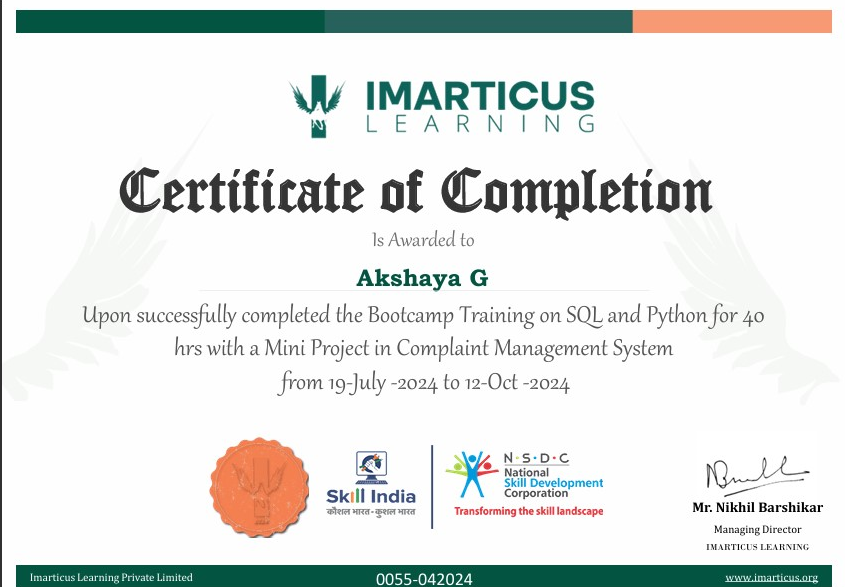 IMARTICUS
LEARNING
Certificate of Completion
Is Awarded to
Akshaya G
Upon successfully completed the Bootcamp Training on SQL and Python for 40
hrs with a Mini Project in Complaint Management System
from 19-July -2024 to 12-Oct -2024
Skill India
कौशल भारत - कुशल भारत
N·S·D·C
National
Skill Development
Corporation
Transforming the skill landscape
Mr. Nikhil Barshikar
Managing Director
IMARTICUS LEARNING
Imarticus Learning Private Limited
0055-042024
www.imarticus.org